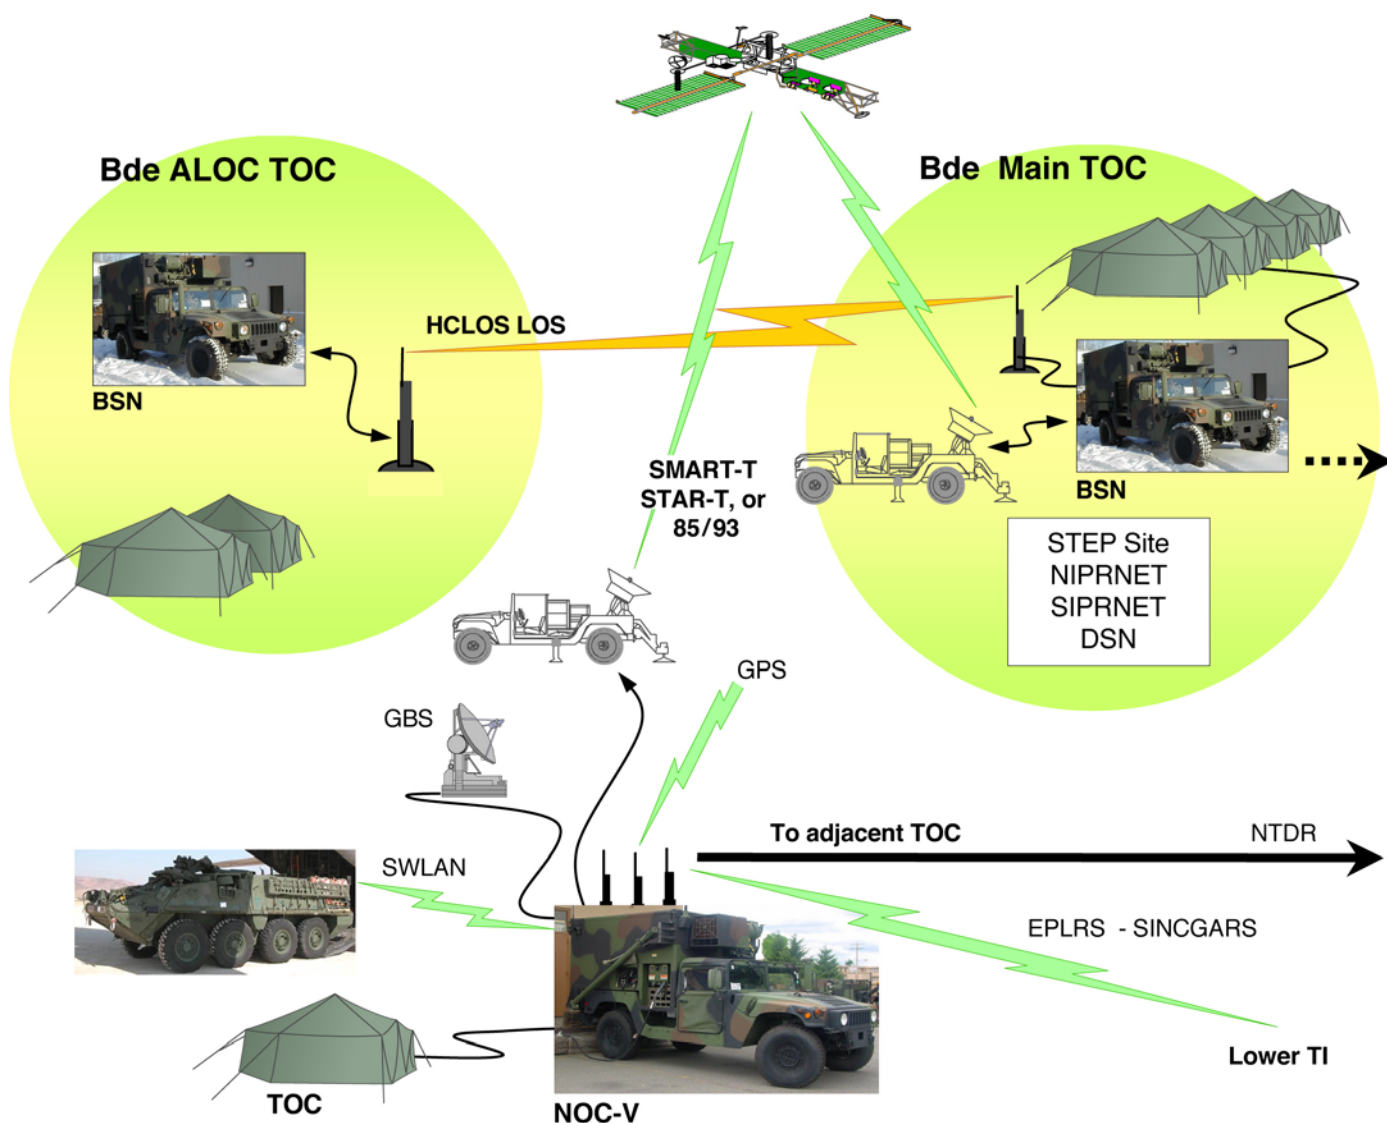 Bde ALOC TOC
Bde Main TOC
HCLOS LOS
BSN
SMART-T
STAR-T, or
85/93
BSN
STEP Site
NIPRNET
SIPRNET
DSN
GPS
GBS
To adjacent TOC
NTDR
SWLAN
EPLRS - SINCGARS
Lower TI
TOC
NOC-V